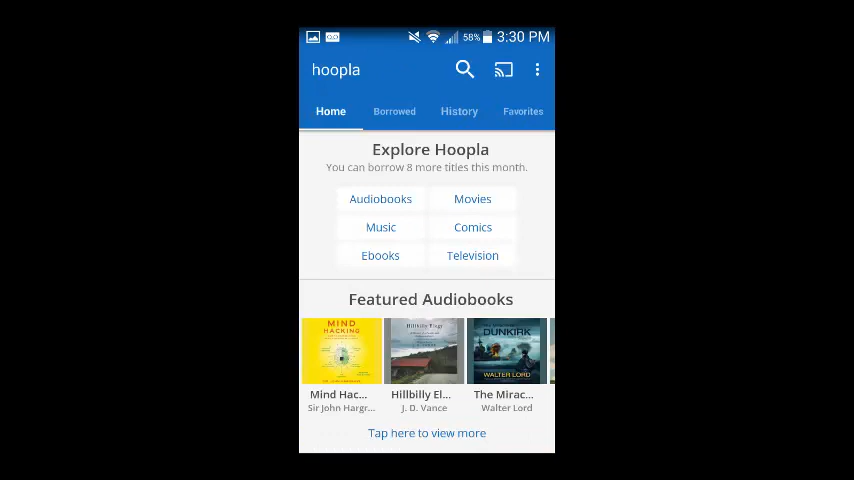 58% 3:30 PM
hoopla
Home Borrowed History Favorites
Explore Hoopla
You can borrow 8 more titles this month.
Audiobooks Movies
Music Comics
Ebooks Television
Featured Audiobooks
MIND
HACKING
Hillbilly Elegy
DUNKIRK
WALTER LORD
Mind Hac... Hillbilly El... The Mirac...
Sir John Hargr... J. D. Vance Walter Lord
Tap here to view more